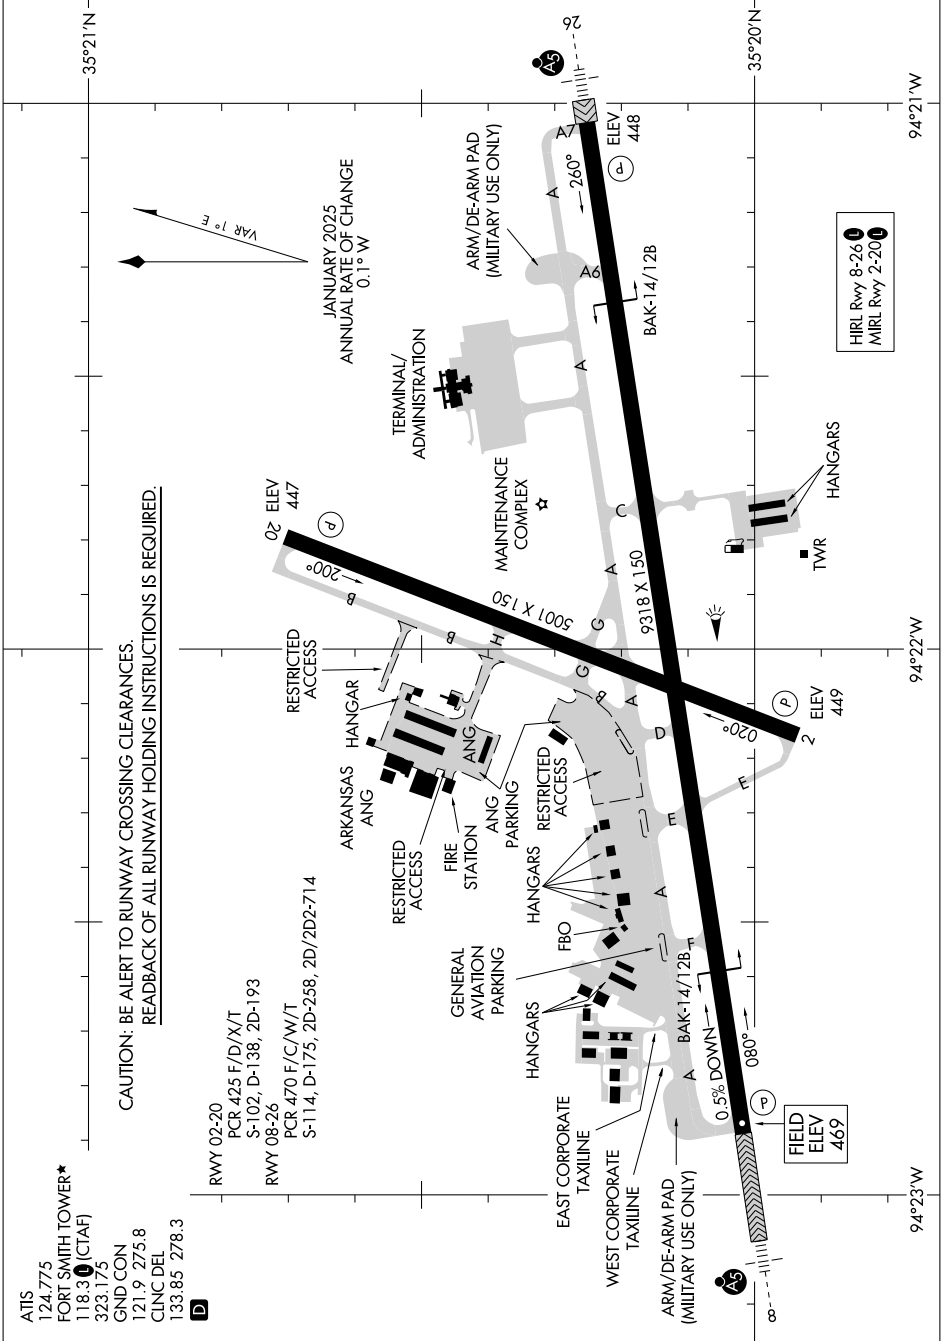 ATIS
124.775
FORT SMITH TOWER★
118.3 L (CTAF)
323.175
GND CON
121.9 275.8
CLNC DEL
133.85 278.3
D
CAUTION: BE ALERT TO RUNWAY CROSSING CLEARANCES.
READBACK OF ALL RUNWAY HOLDING INSTRUCTIONS IS REQUIRED.
RWY 02-20
PCR 425 F/D/X/T
S-102, D-138, 2D-193
RWY 08-26
PCR 470 F/C/W/T
S-114, D-175, 2D-258, 2D/2D2-714
JANUARY 2025
ANNUAL RATE OF CHANGE
0.1° W
VAR 1° E
35°21'N
35°20'N
94°21'W
94°22'W
94°23'W
ARKANSAS
ANG
HANGAR
RESTRICTED
ACCESS
RESTRICTED
ACCESS
FIRE
STATION
ANG
ANG
PARKING
RESTRICTED
ACCESS
HANGARS
FBO
GENERAL
AVIATION
PARKING
HANGARS
EAST CORPORATE
TAXILINE
WEST CORPORATE
TAXILINE
ARM/DE-ARM PAD
(MILITARY USE ONLY)
TERMINAL/
ADMINISTRATION
MAINTENANCE
COMPLEX
ARM/DE-ARM PAD
(MILITARY USE ONLY)
20
ELEV
447
P
200°
B
B
H
5001 X 150
G
G
B
A
A
C
A
A6
A
A7
260°
26
A5
ELEV
448
P
BAK-14/12B
9318 X 150
D
E
E
020°
2
P
ELEV
449
A
F
BAK-14/12B
A
0.5% DOWN
080°
P
FIELD
ELEV
469
8
A5
TWR
HANGARS
HIRL Rwy 8-26 L
MIRL Rwy 2-20 L